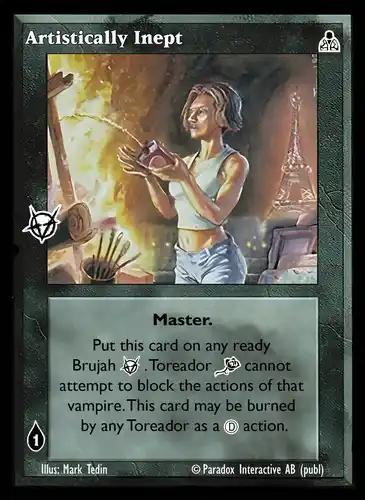 Artistically Inept
Master.
Put this card on any ready
Brujah . Toreador cannot
attempt to block the actions of that
vampire. This card may be burned
by any Toreador as a D action.
1
Illus: Mark Tedin © Paradox Interactive AB (publ)